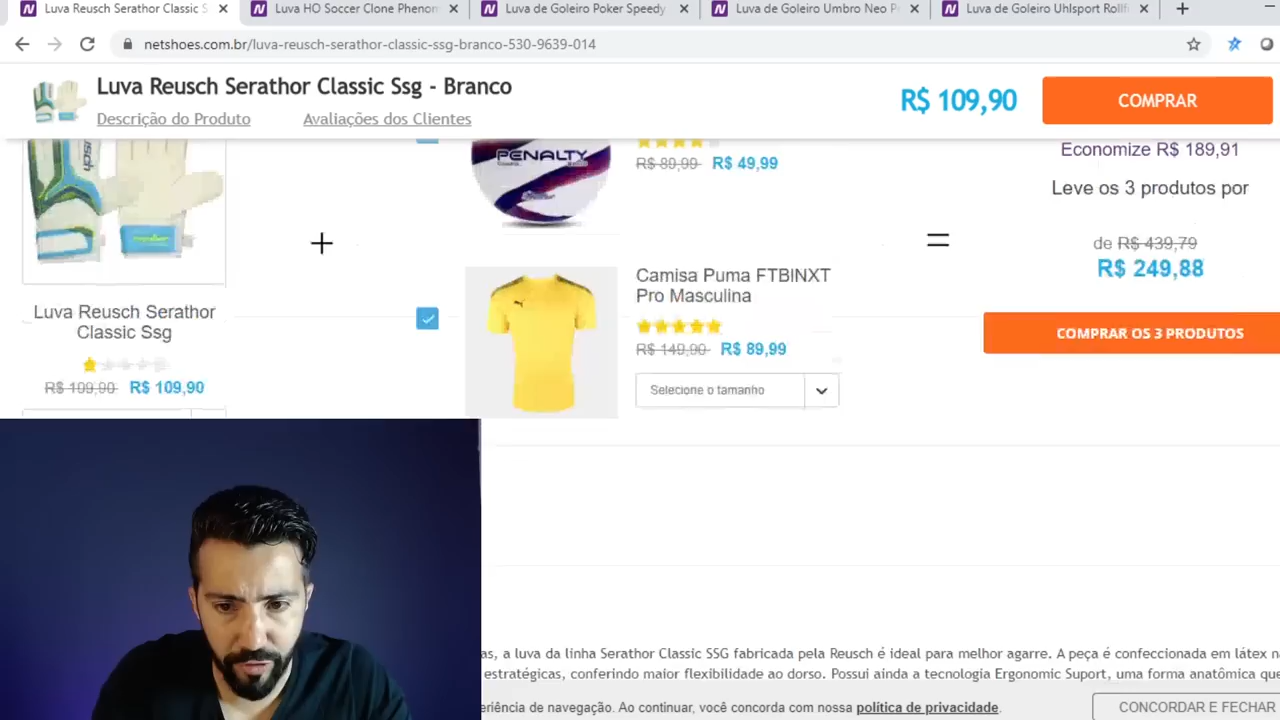 Luva Reusch Serathor Classic S
Luva HO Soccer Clone Phenom
Luva de Goleiro Poker Speedy
Luva de Goleiro Umbro Neo P
Luva de Goleiro Uhlsport Rollf
netshoes.com.br/luva-reusch-serathor-classic-ssg-branco-530-9639-014
Luva Reusch Serathor Classic Ssg - Branco
Descrição do Produto
Avaliações dos Clientes
R$ 109,90
COMPRAR
PENALTY
R$ 89,99 R$ 49,99
Economize R$ 189,91
Leve os 3 produtos por
+
=
de R$ 439,79
R$ 249,88
Camisa Puma FTBINXT
Pro Masculina
R$ 149,90 R$ 89,99
Selecione o tamanho
Luva Reusch Serathor
Classic Ssg
R$ 109,90 R$ 109,90
COMPRAR OS 3 PRODUTOS
as, a luva da linha Serathor Classic SSG fabricada pela Reusch é ideal para melhor agarre. A peça é confeccionada em látex na
estratégicas, conferindo maior flexibilidade ao dorso. Possui ainda a tecnologia Ergonomic Suport, uma forma anatômica que
eriência de navegação. Ao continuar, você concorda com nossa política de privacidade.
CONCORDAR E FECHAR